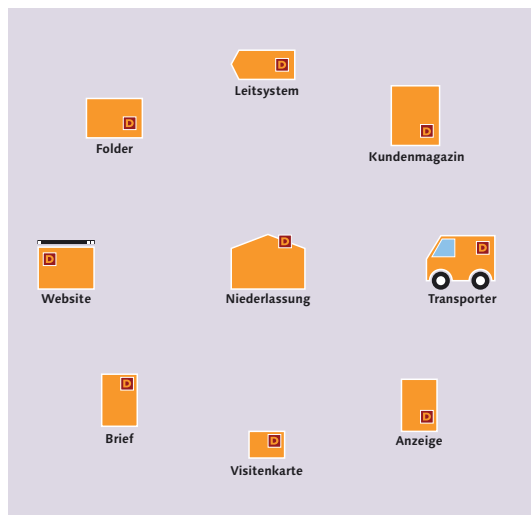 D
Leitsystem
D
Folder
D
Kundenmagazin
D
Website
D
Niederlassung
D
Transporter
D
Brief
D
Visitenkarte
D
Anzeige